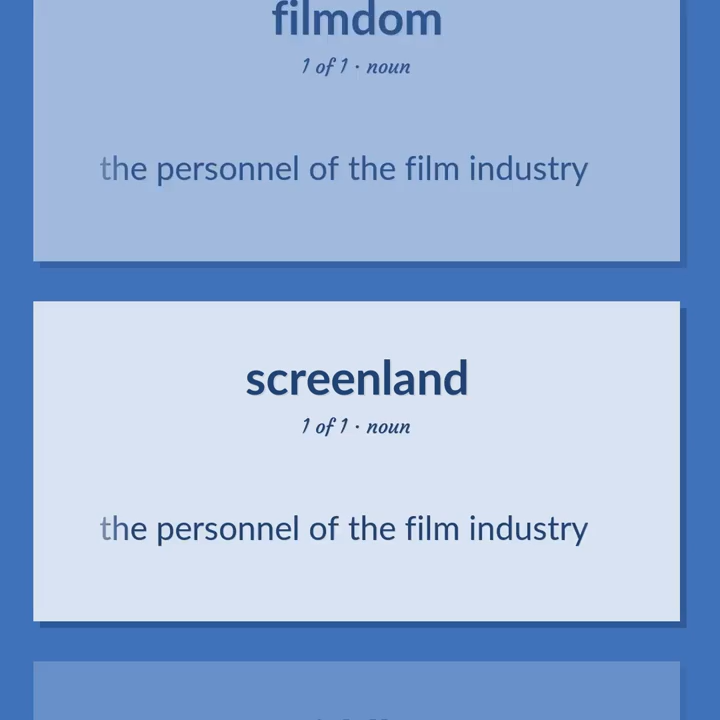 filmdom
1 of 1 · noun
the personnel of the film industry
screenland
1 of 1 · noun
the personnel of the film industry